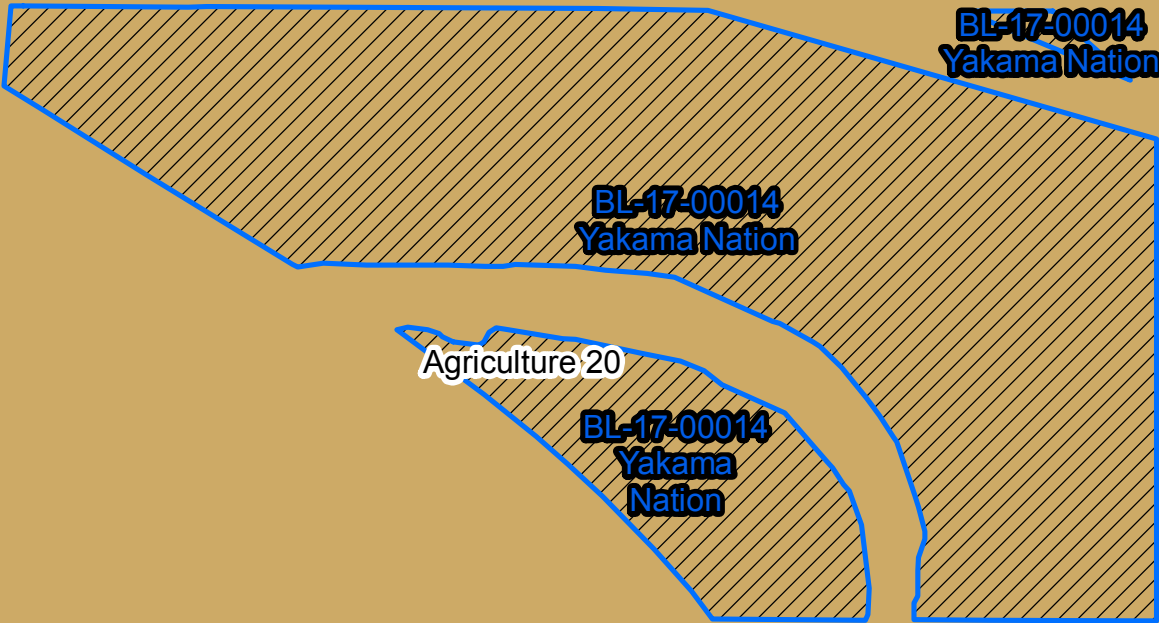 BL-17-00014
Yakama Nation
BL-17-00014
Yakama Nation
Agriculture 20
BL-17-00014
Yakama
Nation